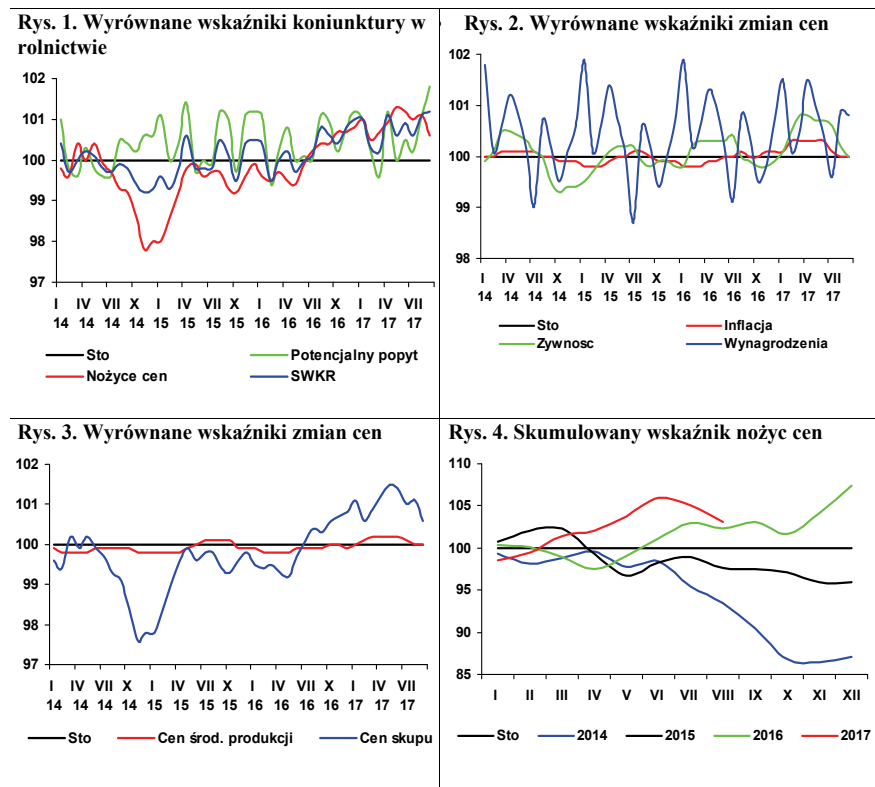 Rys. 1. Wyrównane wskaźniki koniunktury w
rolnictwie
102
101
100
99
98
97
I IV VII X I IV VII X I IV VII X I IV VII
14 14 14 14 15 15 15 15 16 16 16 16 17 17 17
Sto Potencjalny popyt
Nożyce cen SWKR
Rys. 2. Wyrównane wskaźniki zmian cen
102
101
100
99
98
I IV VII X I IV VII X I IV VII X I IV VII
14 14 14 14 15 15 15 15 16 16 16 16 17 17 17
Sto Inflacja
Zywnosc Wynagrodzenia
Rys. 3. Wyrównane wskaźniki zmian cen
102
101
100
99
98
97
I IV VII X I IV VII X I IV VII X I IV VII
14 14 14 14 15 15 15 15 16 16 16 16 17 17 17
Sto Cen środ. produkcji Cen skupu
Rys. 4. Skumulowany wskaźnik nożyc cen
110
105
100
95
90
85
I II III IV V VI VII VIII IX X XI XII
Sto 2014 2015 2016 2017